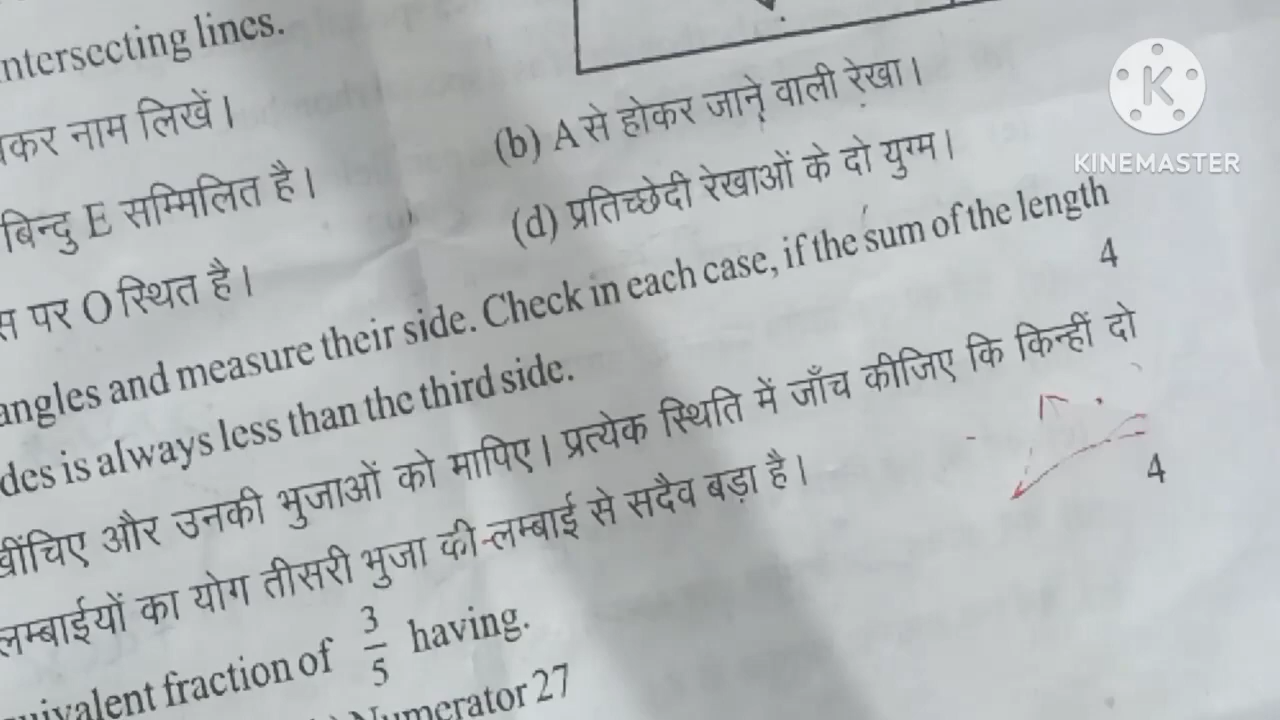 ntersecting lines.
कर नाम लिखें।
(b) A से होकर जाने वाली रेखा।
बिन्दु E सम्मिलित है।
(d) प्रतिच्छेदी रेखाओं के दो युग्म।
पर O स्थित है।
angles and measure their side. Check in each case, if the sum of the length
4
des is always less than the third side.
खींचिए और उनकी भुजाओं को मापिए। प्रत्येक स्थिति में जाँच कीजिए कि किन्हीं दो
लम्बाईयों का योग तीसरी भुजा की लम्बाई से सदैव बड़ा है।
4
uivalent fraction of 3/5 having.
Numerator 27
K
KINEMASTER